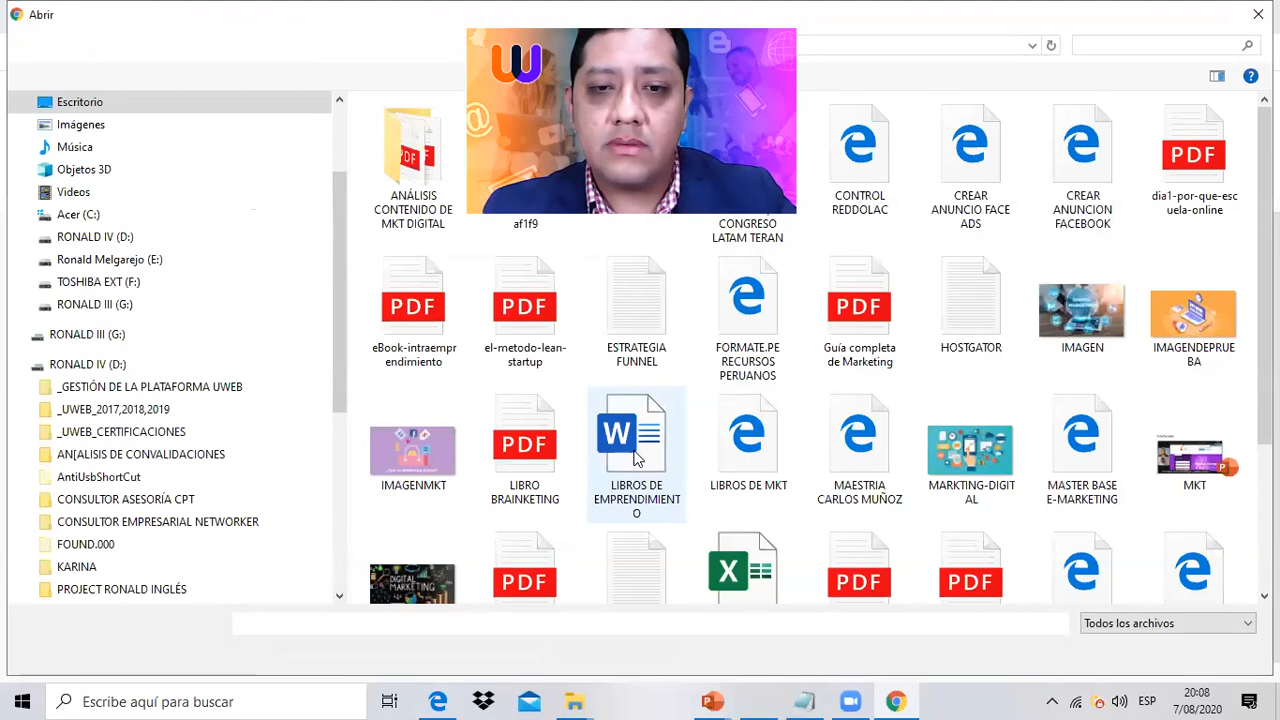 Abrir
Escritorio
Imágenes
Música
Objetos 3D
Videos
Acer (C:)
RONALD IV (D:)
Ronald Melgarejo (E:)
TOSHIBA EXT (F:)
RONALD III (G:)
RONALD III (G:)
RONALD IV (D:)
_GESTIÓN DE LA PLATAFORMA UWEB
_UWEB_2017,2018,2019
_UWEB_CERTIFICACIONES
AN{ALISIS DE CONVALIDACIONES
AntiUsbShortCut
CONSULTOR ASESORÍA CPT
CONSULTOR EMPRESARIAL NETWORKER
FOUND.000
KARINA
PROJECT RONALD INGLÉS
PDF
ANÁLISIS
CONTENIDO DE
MKT DIGITAL
af1f9
CONGRESO
LATAM TERAN
CONTROL
REDDOLAC
CREAR
ANUNCIO FACE
ADS
CREAR
ANUNCION
FACEBOOK
PDF
dia1-por-que-esc
uela-online
PDF
eBook-intraempr
endimiento
PDF
el-metodo-lean-
startup
ESTRATEGIA
FUNNEL
FORMATE.PE
RECURSOS
PERUANOS
PDF
Guía completa
de Marketing
HOSTGATOR
IMAGEN
IMAGENDEPRUE
BA
IMAGENMKT
PDF
LIBRO
BRAINKETING
W
LIBROS DE
EMPRENDIMIENT
O
LIBROS DE MKT
MAESTRIA
CARLOS MUÑOZ
MARKTING-DIGIT
AL
MASTER BASE
E-MARKETING
MKT
DIGITAL
MARKETING
PDF
X
PDF
PDF
Todos los archivos
Escribe aquí para buscar
ESP
20:08
7/08/2020